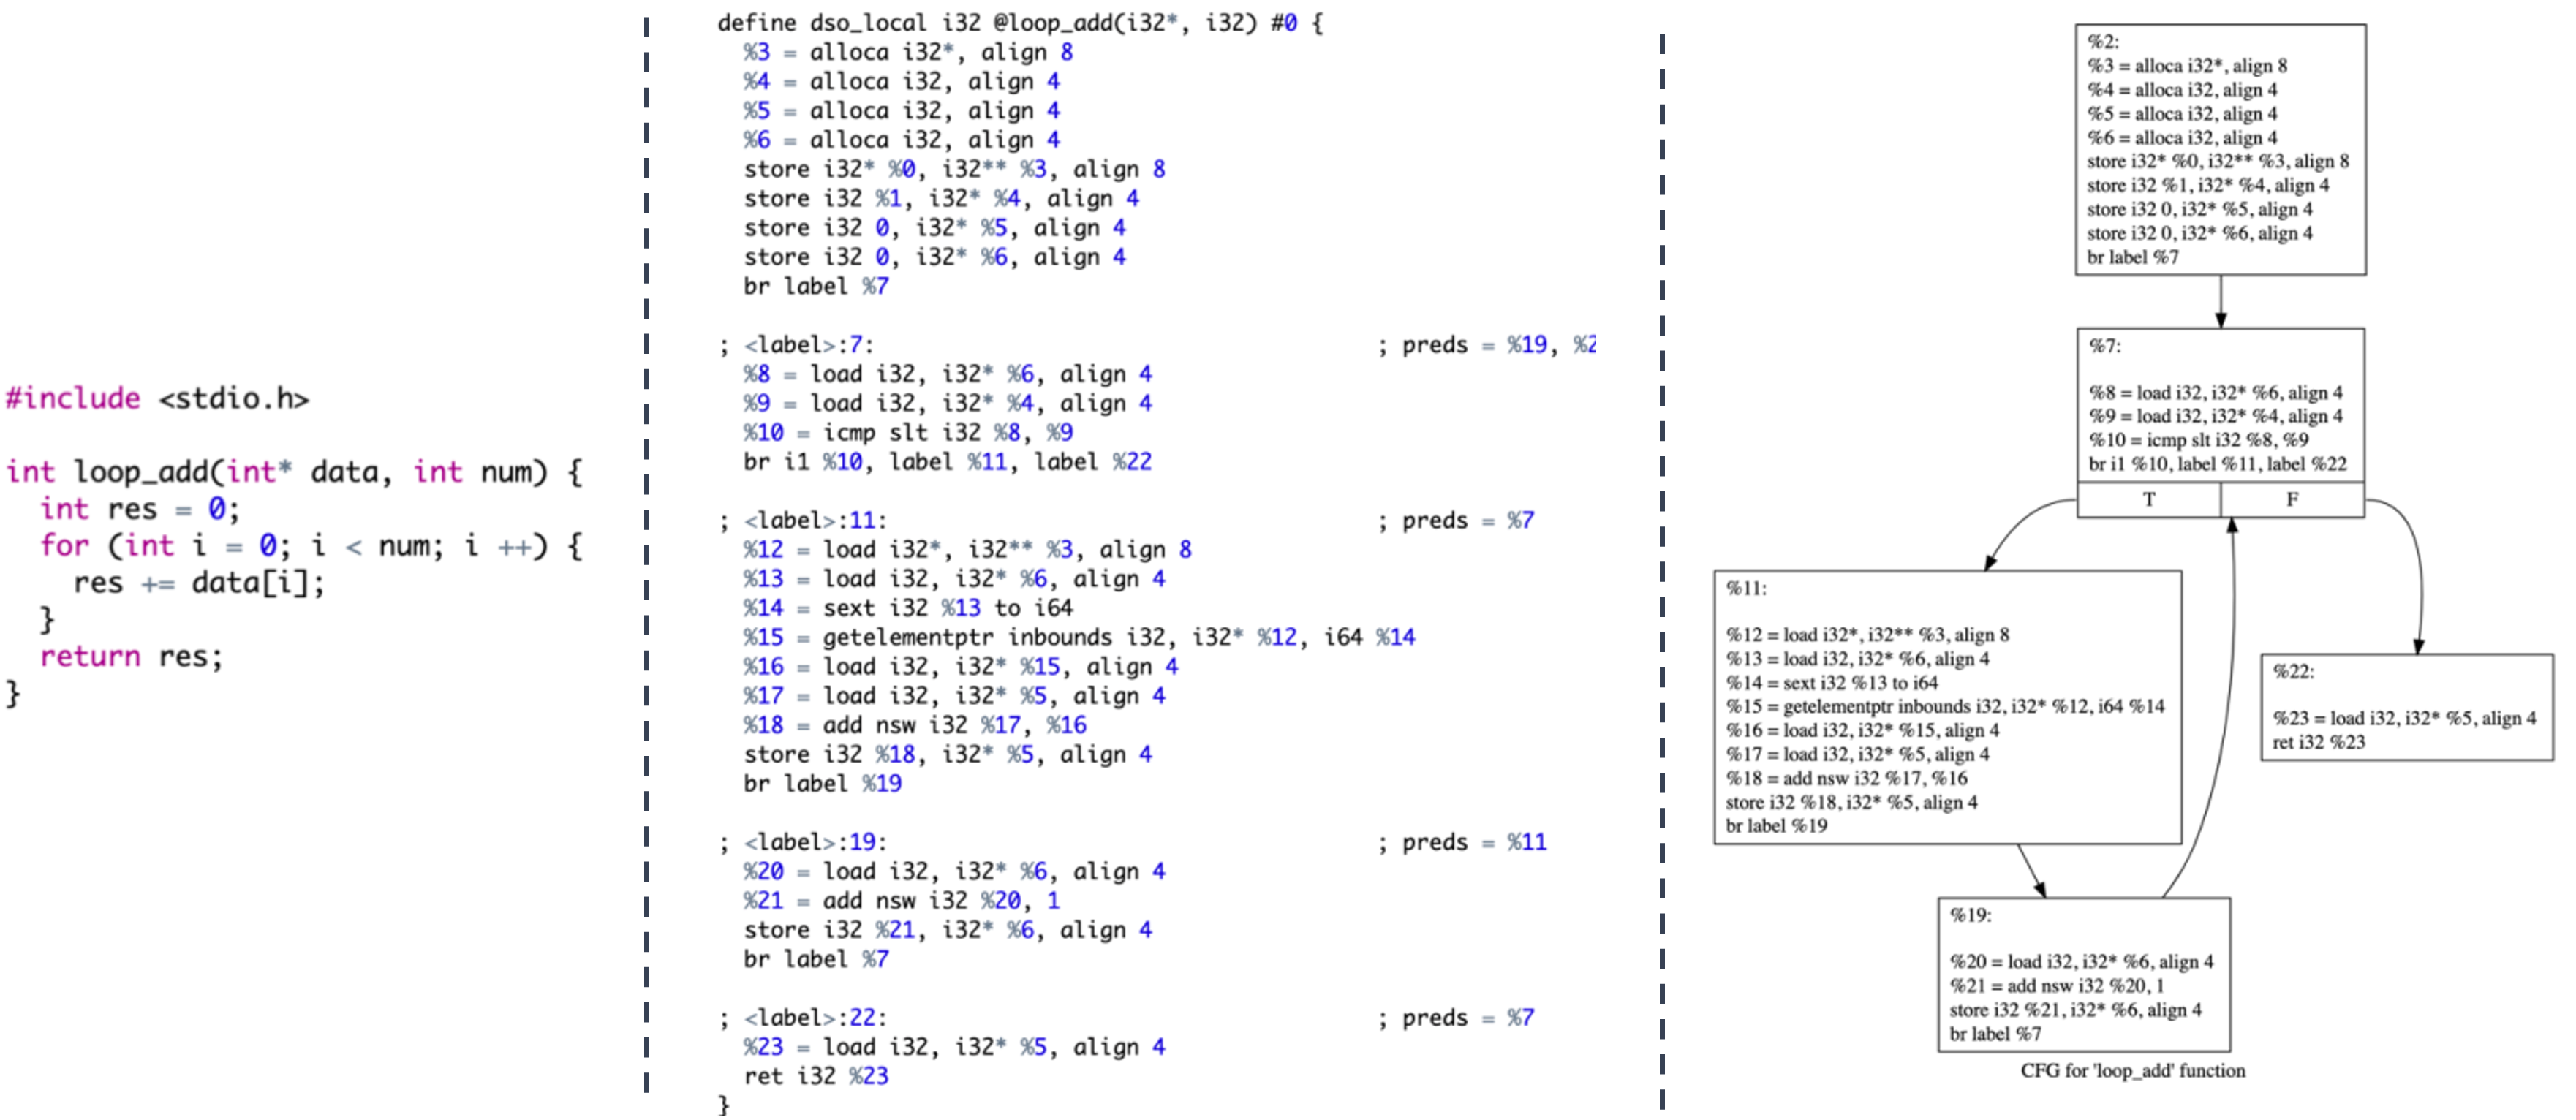 #include <stdio.h>
int loop_add(int* data, int num) {
int res = 0;
for (int i = 0; i < num; i ++) {
res += data[i];
}
return res;
}
define dso_local i32 @loop_add(i32*, i32) #0 {
%3 = alloca i32*, align 8
%4 = alloca i32, align 4
%5 = alloca i32, align 4
%6 = alloca i32, align 4
store i32* %0, i32** %3, align 8
store i32 %1, i32* %4, align 4
store i32 0, i32* %5, align 4
store i32 0, i32* %6, align 4
br label %7
; <label>:7: ; preds = %19, %2
%8 = load i32, i32* %6, align 4
%9 = load i32, i32* %4, align 4
%10 = icmp slt i32 %8, %9
br i1 %10, label %11, label %22
; <label>:11: ; preds = %7
%12 = load i32*, i32** %3, align 8
%13 = load i32, i32* %6, align 4
%14 = sext i32 %13 to i64
%15 = getelementptr inbounds i32, i32* %12, i64 %14
%16 = load i32, i32* %15, align 4
%17 = load i32, i32* %5, align 4
%18 = add nsw i32 %17, %16
store i32 %18, i32* %5, align 4
br label %19
; <label>:19: ; preds = %11
%20 = load i32, i32* %6, align 4
%21 = add nsw i32 %20, 1
store i32 %21, i32* %6, align 4
br label %7
; <label>:22: ; preds = %7
%23 = load i32, i32* %5, align 4
ret i32 %23
}
%2:
%3 = alloca i32*, align 8
%4 = alloca i32, align 4
%5 = alloca i32, align 4
%6 = alloca i32, align 4
store i32* %0, i32** %3, align 8
store i32 %1, i32* %4, align 4
store i32 0, i32* %5, align 4
store i32 0, i32* %6, align 4
br label %7
%7:
%8 = load i32, i32* %6, align 4
%9 = load i32, i32* %4, align 4
%10 = icmp slt i32 %8, %9
br i1 %10, label %11, label %22
T F
%11:
%12 = load i32*, i32** %3, align 8
%13 = load i32, i32* %6, align 4
%14 = sext i32 %13 to i64
%15 = getelementptr inbounds i32, i32* %12, i64 %14
%16 = load i32, i32* %15, align 4
%17 = load i32, i32* %5, align 4
%18 = add nsw i32 %17, %16
store i32 %18, i32* %5, align 4
br label %19
%22:
%23 = load i32, i32* %5, align 4
ret i32 %23
%19:
%20 = load i32, i32* %6, align 4
%21 = add nsw i32 %20, 1
store i32 %21, i32* %6, align 4
br label %7
CFG for 'loop_add' function